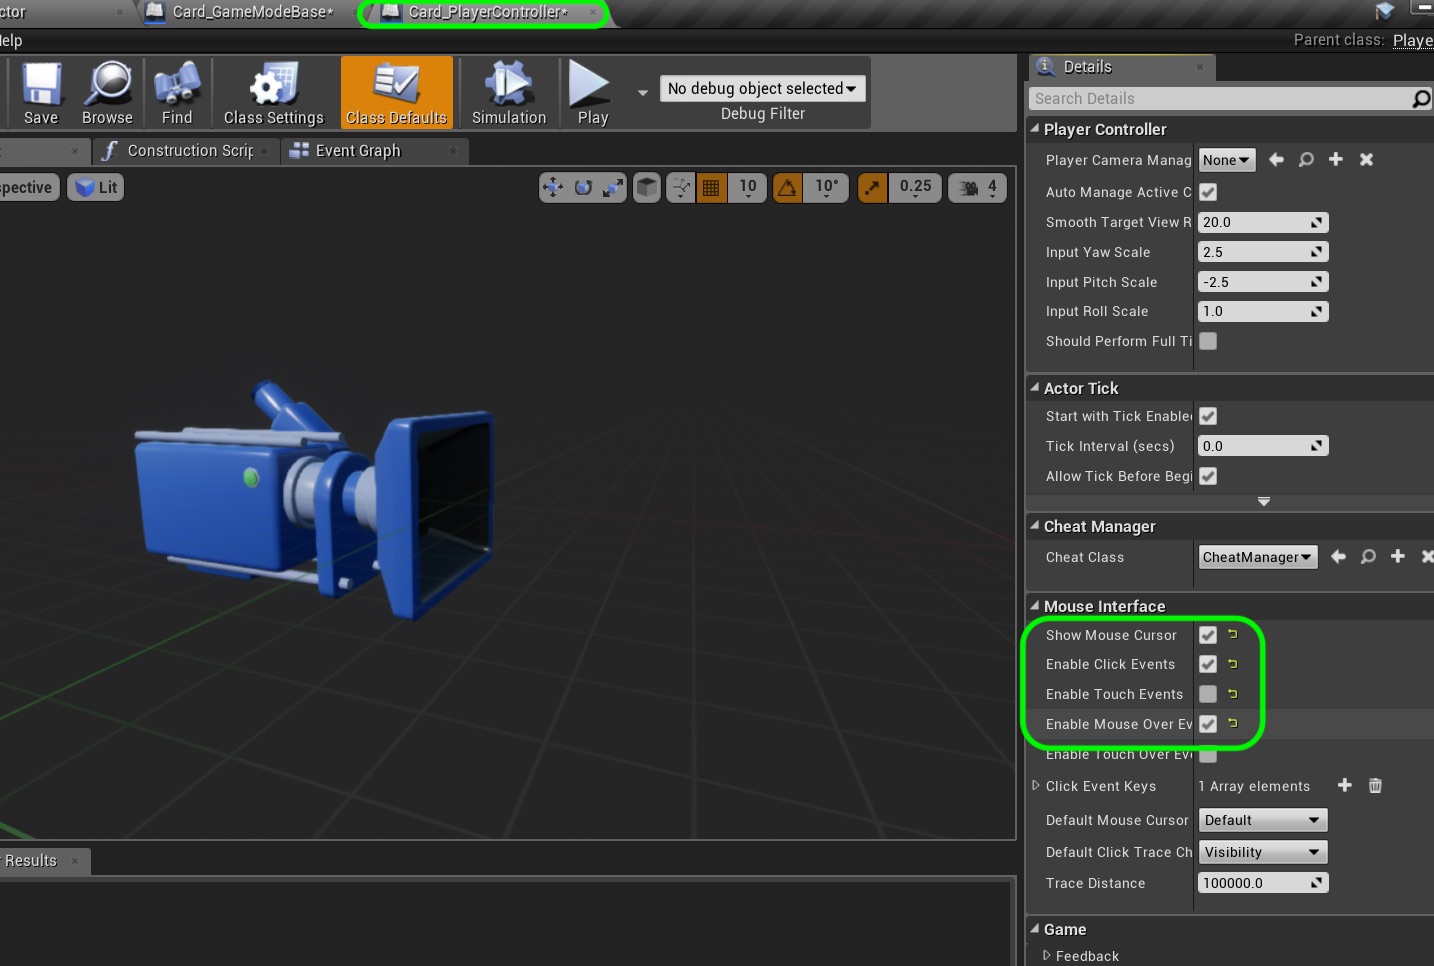 ctor
Card_GameModeBase*
Card_PlayerController*
Help
Parent class: Playe
Save
Browse
Find
Class Settings
Class Defaults
Simulation
Play
No debug object selected
Debug Filter
Details
Search Details
Construction Scrip
Event Graph
spective
Lit
10
10°
0.25
4
Player Controller
Player Camera Manag None
Auto Manage Active C
Smooth Target View R 20.0
Input Yaw Scale 2.5
Input Pitch Scale -2.5
Input Roll Scale 1.0
Should Perform Full Ti
Actor Tick
Start with Tick Enabled
Tick Interval (secs) 0.0
Allow Tick Before Begi
Cheat Manager
Cheat Class CheatManager
Mouse Interface
Show Mouse Cursor
Enable Click Events
Enable Touch Events
Enable Mouse Over Ev
Enable Touch Over Eve
Click Event Keys 1 Array elements
Default Mouse Cursor Default
Default Click Trace Ch Visibility
Trace Distance 100000.0
r Results
Game
Feedback